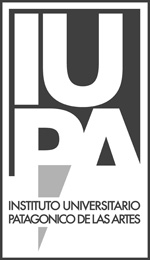 IU
PA
INSTITUTO UNIVERSITARIO
PATAGONICO DE LAS ARTES